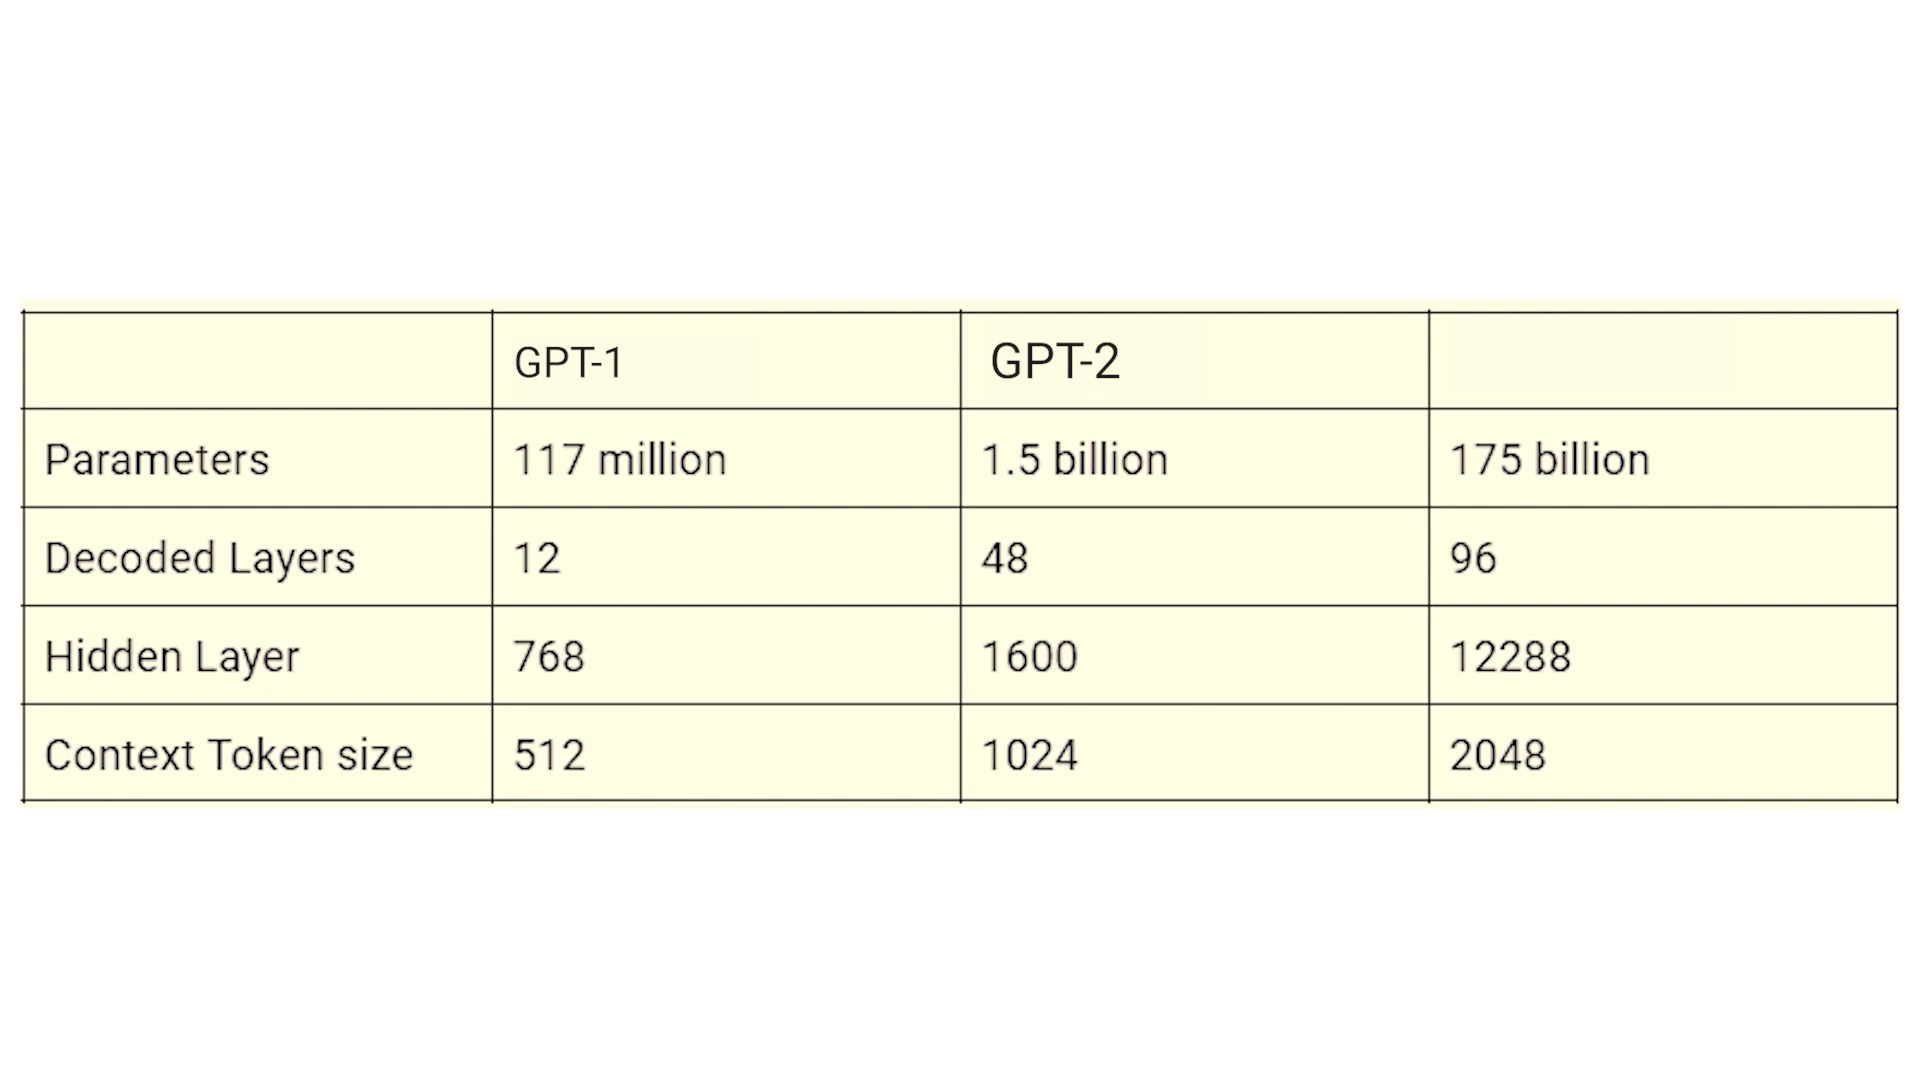 GPT-1 GPT-2
Parameters 117 million 1.5 billion 175 billion
Decoded Layers 12 48 96
Hidden Layer 768 1600 12288
Context Token size 512 1024 2048